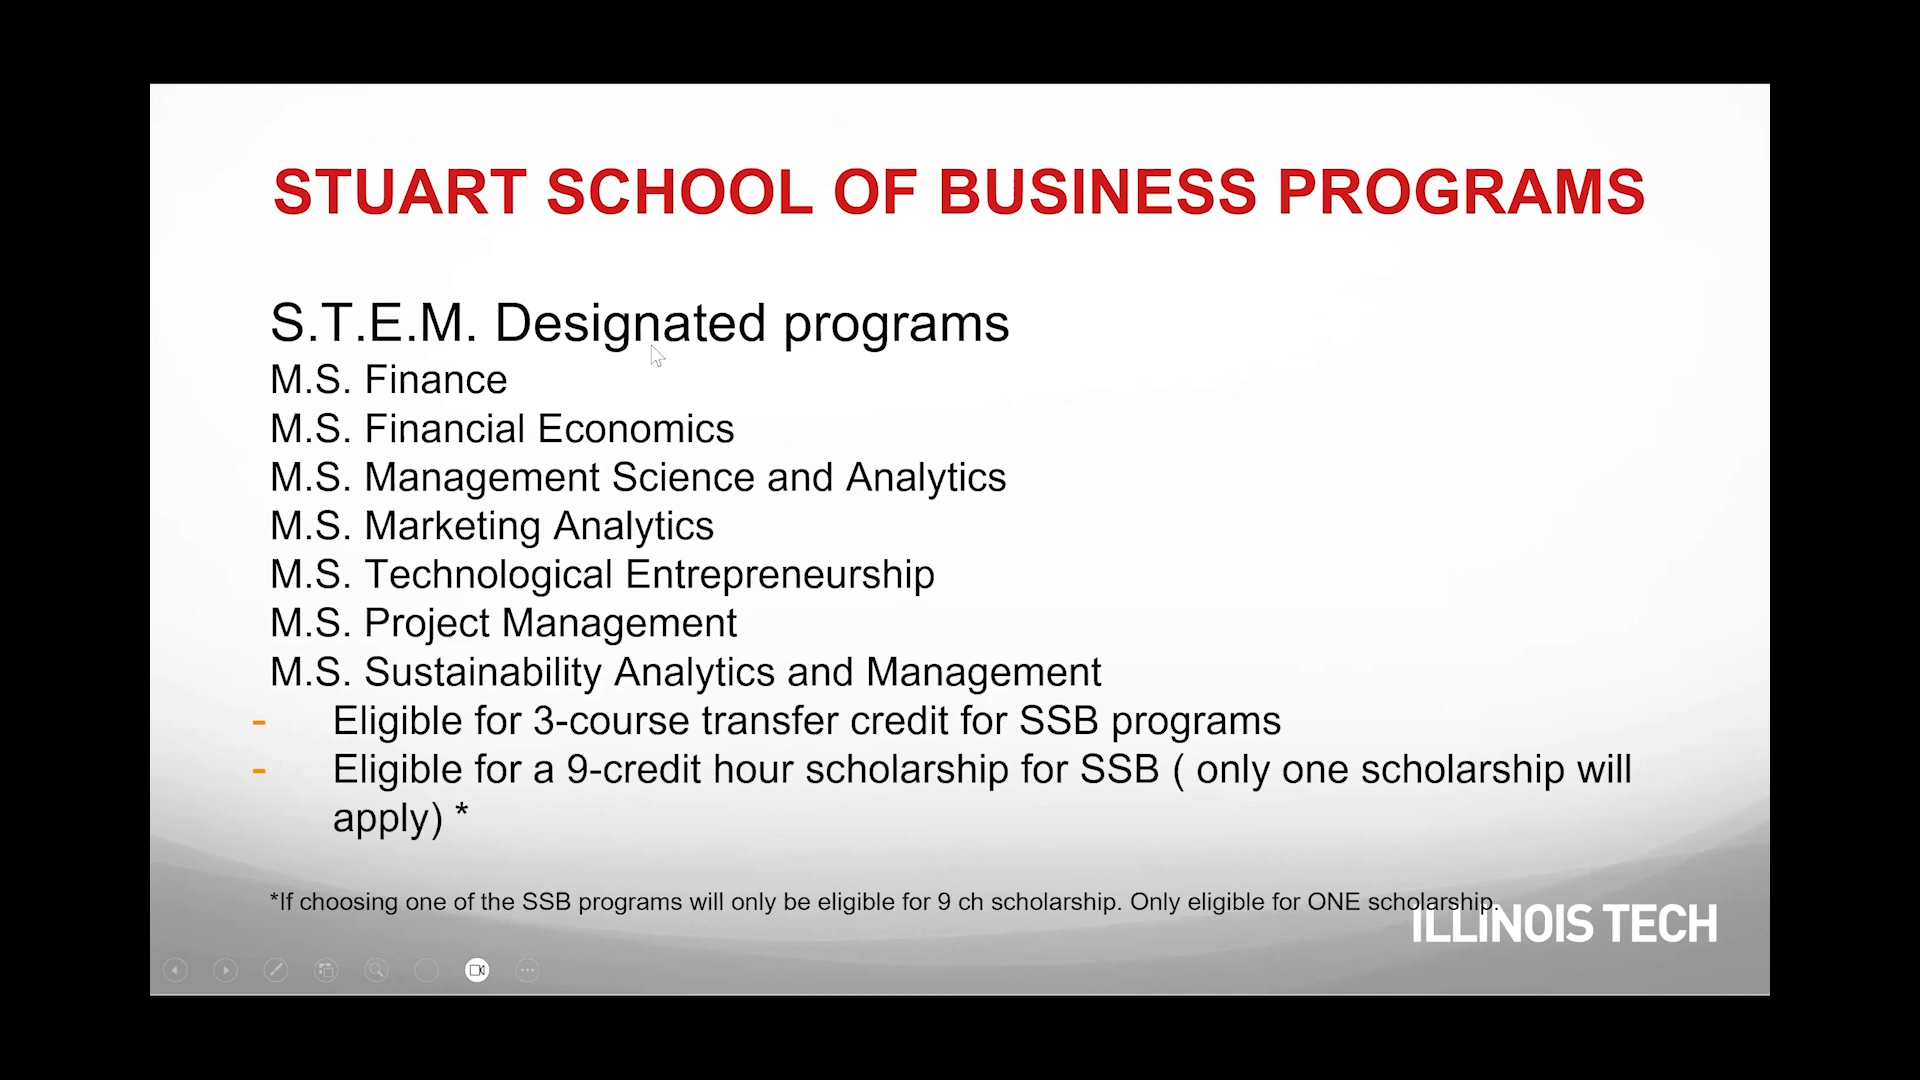 STUART SCHOOL OF BUSINESS PROGRAMS
S.T.E.M. Designated programs
M.S. Finance
M.S. Financial Economics
M.S. Management Science and Analytics
M.S. Marketing Analytics
M.S. Technological Entrepreneurship
M.S. Project Management
M.S. Sustainability Analytics and Management
- Eligible for 3-course transfer credit for SSB programs
- Eligible for a 9-credit hour scholarship for SSB ( only one scholarship will
apply) *
*If choosing one of the SSB programs will only be eligible for 9 ch scholarship. Only eligible for ONE scholarship.
ILLINOIS TECH